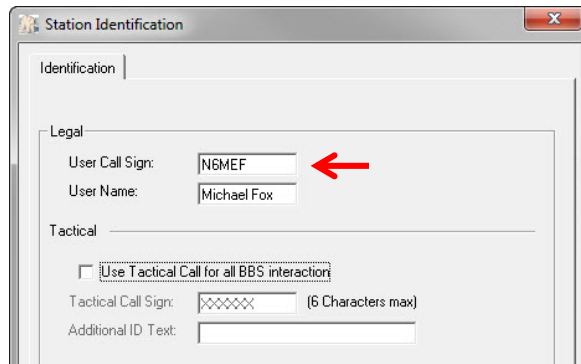 Station Identification
Identification
Legal
User Call Sign: N6MEF
User Name: Michael Fox
Tactical
Use Tactical Call for all BBS interaction
Tactical Call Sign: XXXXXX (6 Characters max)
Additional ID Text: